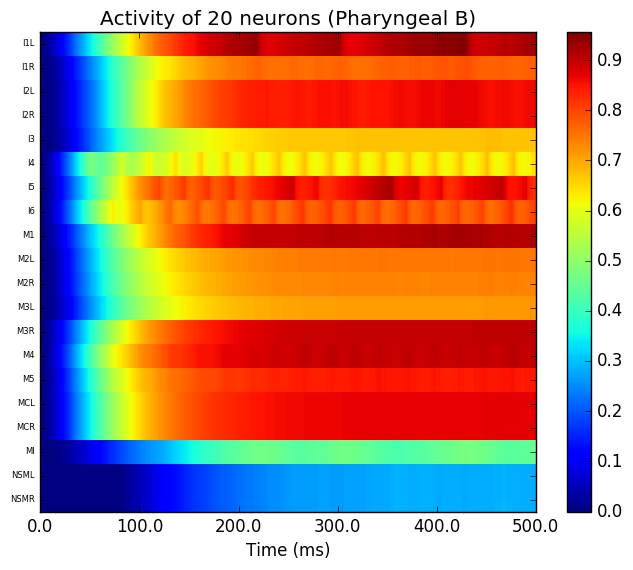 Activity of 20 neurons (Pharyngeal B)
I1L
I1R
I2L
I2R
I3
I4
I5
I6
M1
M2L
M2R
M3L
M3R
M4
M5
MCL
MCR
MI
NSML
NSMR
0.0 100.0 200.0 300.0 400.0 500.0
Time (ms)
0.9
0.8
0.7
0.6
0.5
0.4
0.3
0.2
0.1
0.0